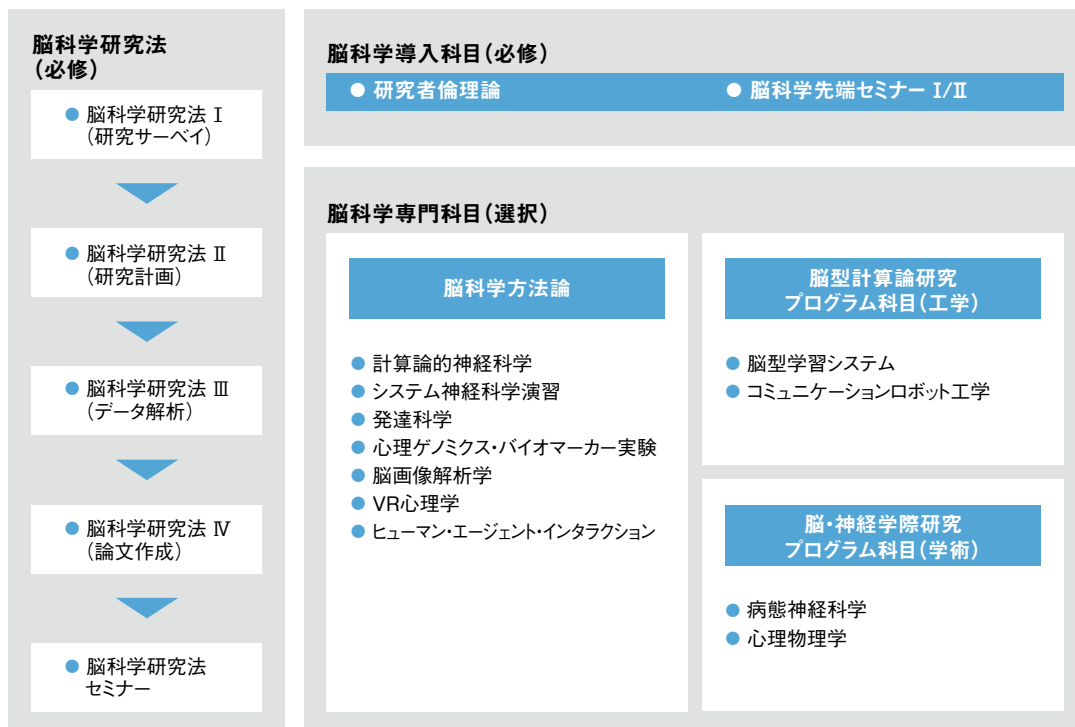 脳科学研究法
(必修)
● 脳科学研究法 Ⅰ
(研究サーベイ)
● 脳科学研究法 Ⅱ
(研究計画)
● 脳科学研究法 Ⅲ
(データ解析)
● 脳科学研究法 Ⅳ
(論文作成)
● 脳科学研究法
セミナー
脳科学導入科目(必修)
● 研究者倫理論
● 脳科学先端セミナー Ⅰ/Ⅱ
脳科学専門科目(選択)
脳科学方法論
● 計算論的神経科学
● システム神経科学演習
● 発達科学
● 心理ゲノミクス・バイオマーカー実験
● 脳画像解析学
● VR心理学
● ヒューマン・エージェント・インタラクション
脳型計算論研究
プログラム科目(工学)
● 脳型学習システム
● コミュニケーションロボット工学
脳・神経学際研究
プログラム科目(学術)
● 病態神経科学
● 心理物理学